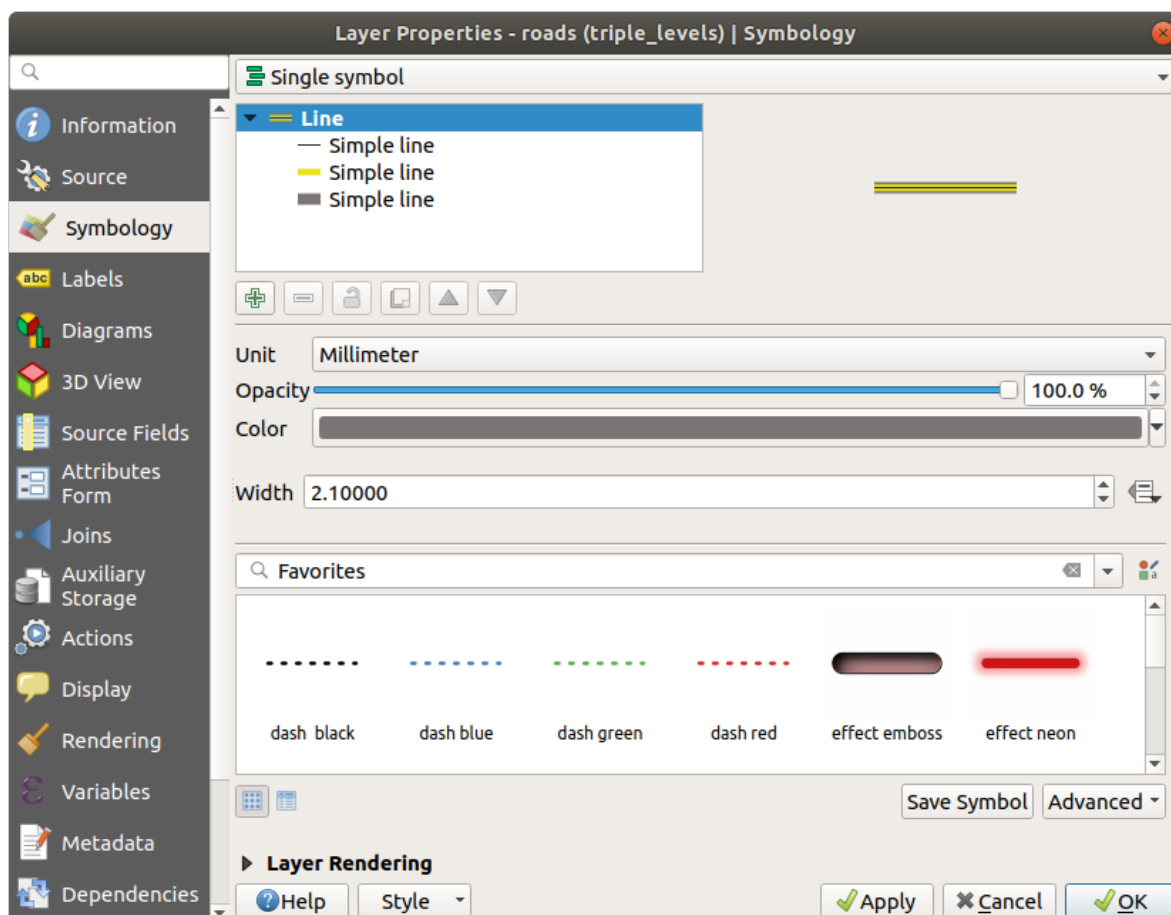 Layer Properties - roads (triple_levels) | Symbology
Information
Source
Symbology
abc Labels
Diagrams
3D View
Source Fields
Attributes
Form
Joins
Auxiliary
Storage
Actions
Display
Rendering
Variables
Metadata
Dependencies
Single symbol
Line
Simple line
Simple line
Simple line
Unit Millimeter
Opacity 100.0 %
Color
Width 2.10000
Favorites
dash black dash blue dash green dash red effect emboss effect neon
Save Symbol Advanced
Layer Rendering
Help Style Apply Cancel OK